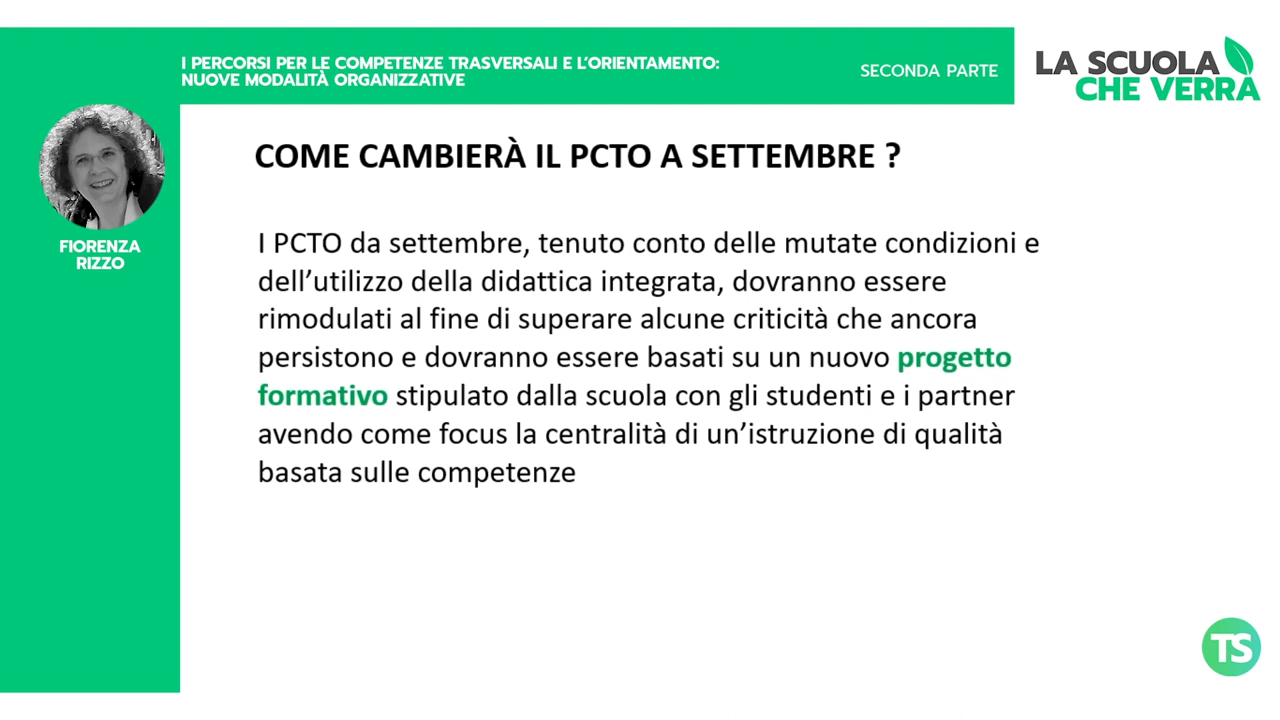 I PERCORSI PER LE COMPETENZE TRASVERSALI E L'ORIENTAMENTO:
NUOVE MODALITÀ ORGANIZZATIVE
SECONDA PARTE
LA SCUOLA
CHE VERRÀ
FIORENZA
RIZZO
COME CAMBIERÀ IL PCTO A SETTEMBRE ?
I PCTO da settembre, tenuto conto delle mutate condizioni e
dell'utilizzo della didattica integrata, dovranno essere
rimodulati al fine di superare alcune criticità che ancora
persistono e dovranno essere basati su un nuovo progetto
formativo stipulato dalla scuola con gli studenti e i partner
avendo come focus la centralità di un'istruzione di qualità
basata sulle competenze
TS